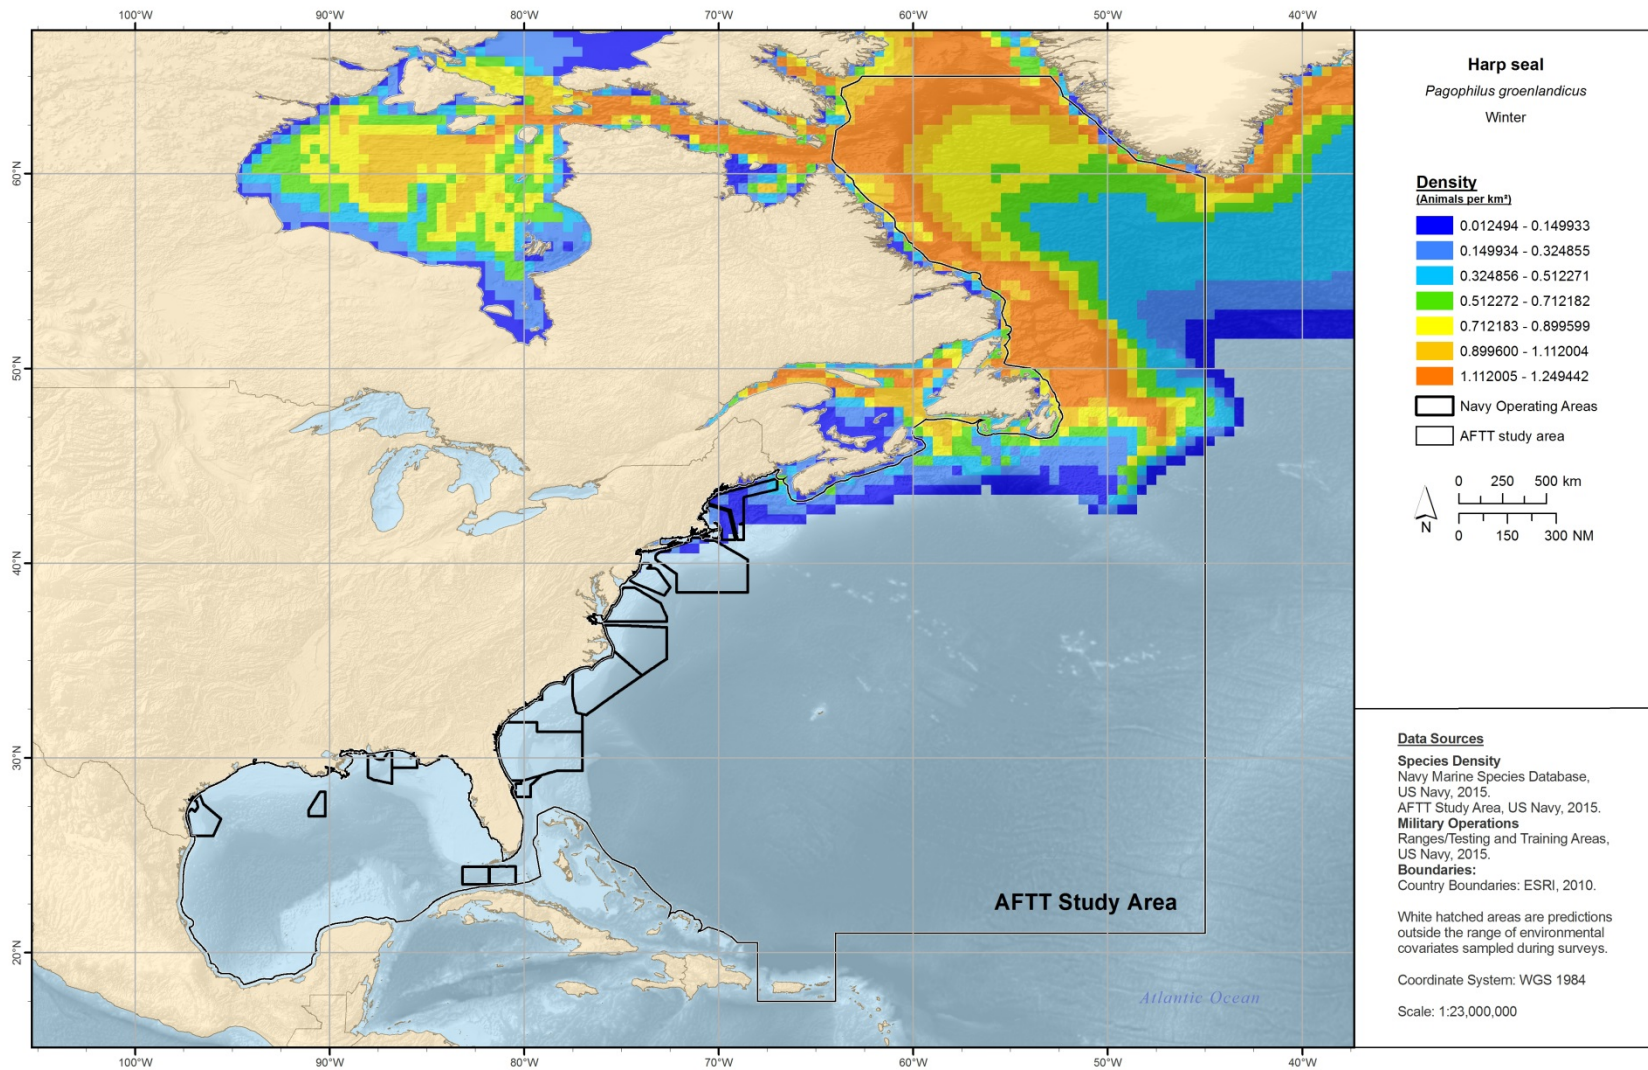 100°W 90°W 80°W 70°W 60°W 50°W 40°W
60°N
50°N
40°N
30°N
20°N
AFTT Study Area
Atlantic Ocean
100°W 90°W 80°W 70°W 60°W 50°W 40°W
Harp seal
Pagophilus groenlandicus
Winter
Density
(Animals per km²)
0.012494 - 0.149933
0.149934 - 0.324855
0.324856 - 0.512271
0.512272 - 0.712182
0.712183 - 0.899599
0.899600 - 1.112004
1.112005 - 1.249442
Navy Operating Areas
AFTT study area
N
0 250 500 km
0 150 300 NM
Data Sources
Species Density
Navy Marine Species Database,
US Navy, 2015.
AFTT Study Area, US Navy, 2015.
Military Operations
Ranges/Testing and Training Areas,
US Navy, 2015.
Boundaries:
Country Boundaries: ESRI, 2010.
White hatched areas are predictions
outside the range of environmental
covariates sampled during surveys.
Coordinate System: WGS 1984
Scale: 1:23,000,000